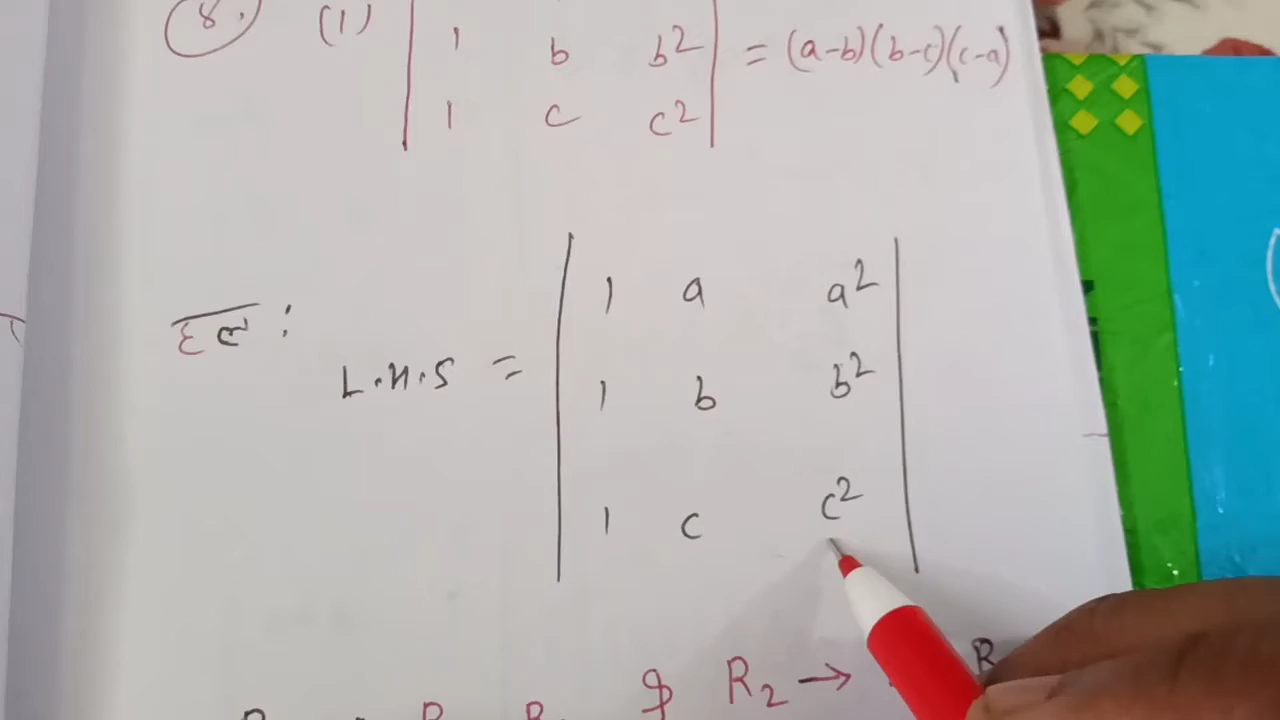 8. (1) | 1 b b² | = (a-b)(b-c)(c-a)
1 c c²
हल :
1 a a²
L.H.S = 1 b b²
1 c c²
R₂ →